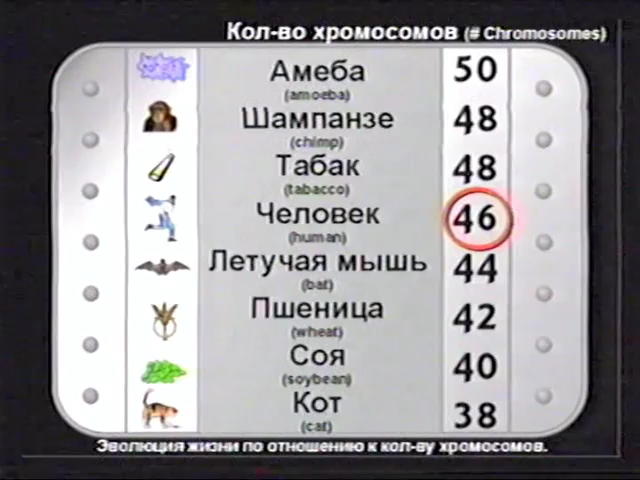 Кол-во хромосомов (# Chromosomes)
Амеба 50
(amoeba)
Шампанзе 48
(chimp)
Табак 48
(tabacco)
Человек 46
(human)
Летучая мышь 44
(bat)
Пшеница 42
(wheat)
Соя 40
(soybean)
Кот 38
(cat)
Эволюция жизни по отношению к кол-ву хромосомов.